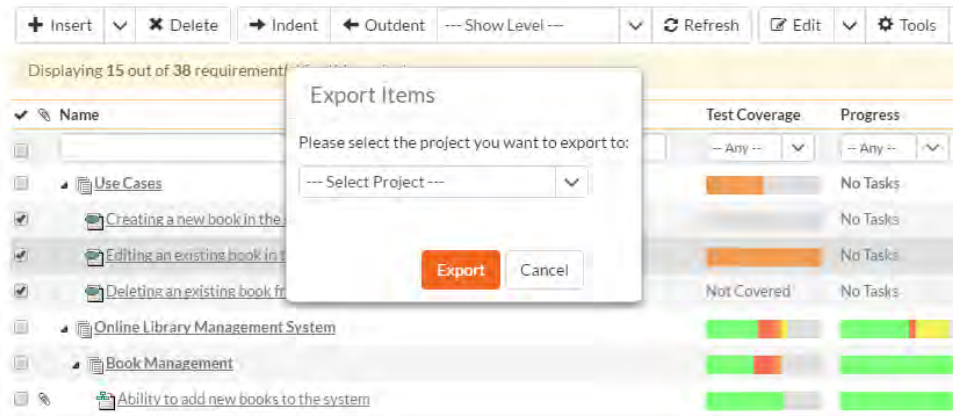 Insert Delete Indent Outdent --- Show Level --- Refresh Edit Tools
Displaying 15 out of 38 requirement
Export Items
Name Test Coverage Progress
Please select the project you want to export to:
-- Any -- -- Any --
--- Select Project ---
Use Cases No Tasks
Creating a new book in the No Tasks
Editing an existing book in No Tasks
Export Cancel
Deleting an existing book Not Covered No Tasks
Online Library Management System
Book Management
Ability to add new books to the system